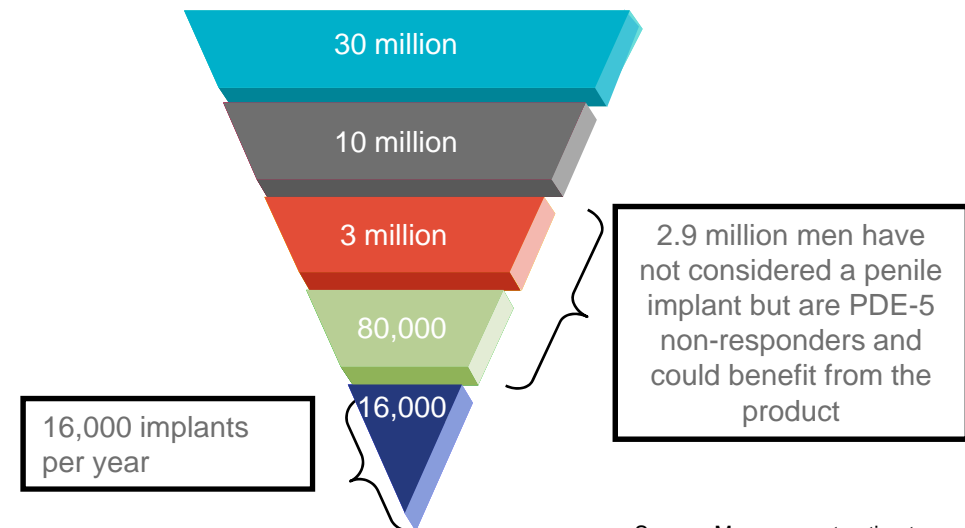 30 million
10 million
3 million
80,000
16,000
2.9 million men have
not considered a penile
implant but are PDE-5
non-responders and
could benefit from the
product
16,000 implants
per year